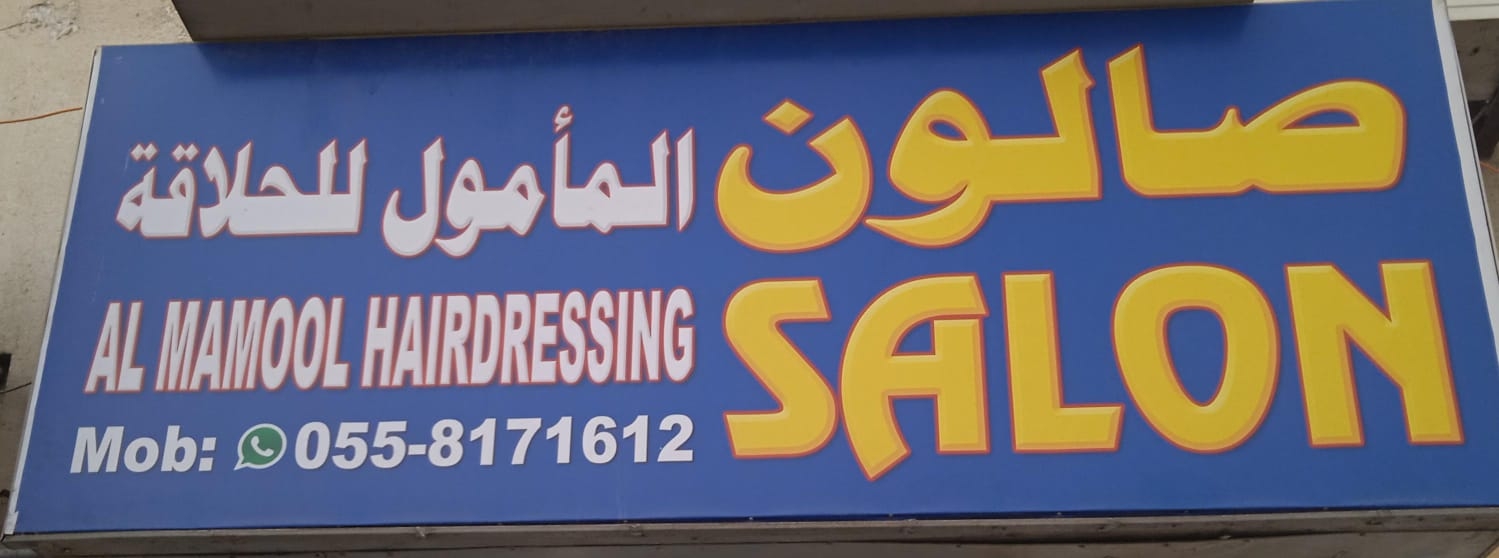 صالون
المأمول للحلاقة
SALON
AL MAMOOL HAIRDRESSING
Mob: 055-8171612